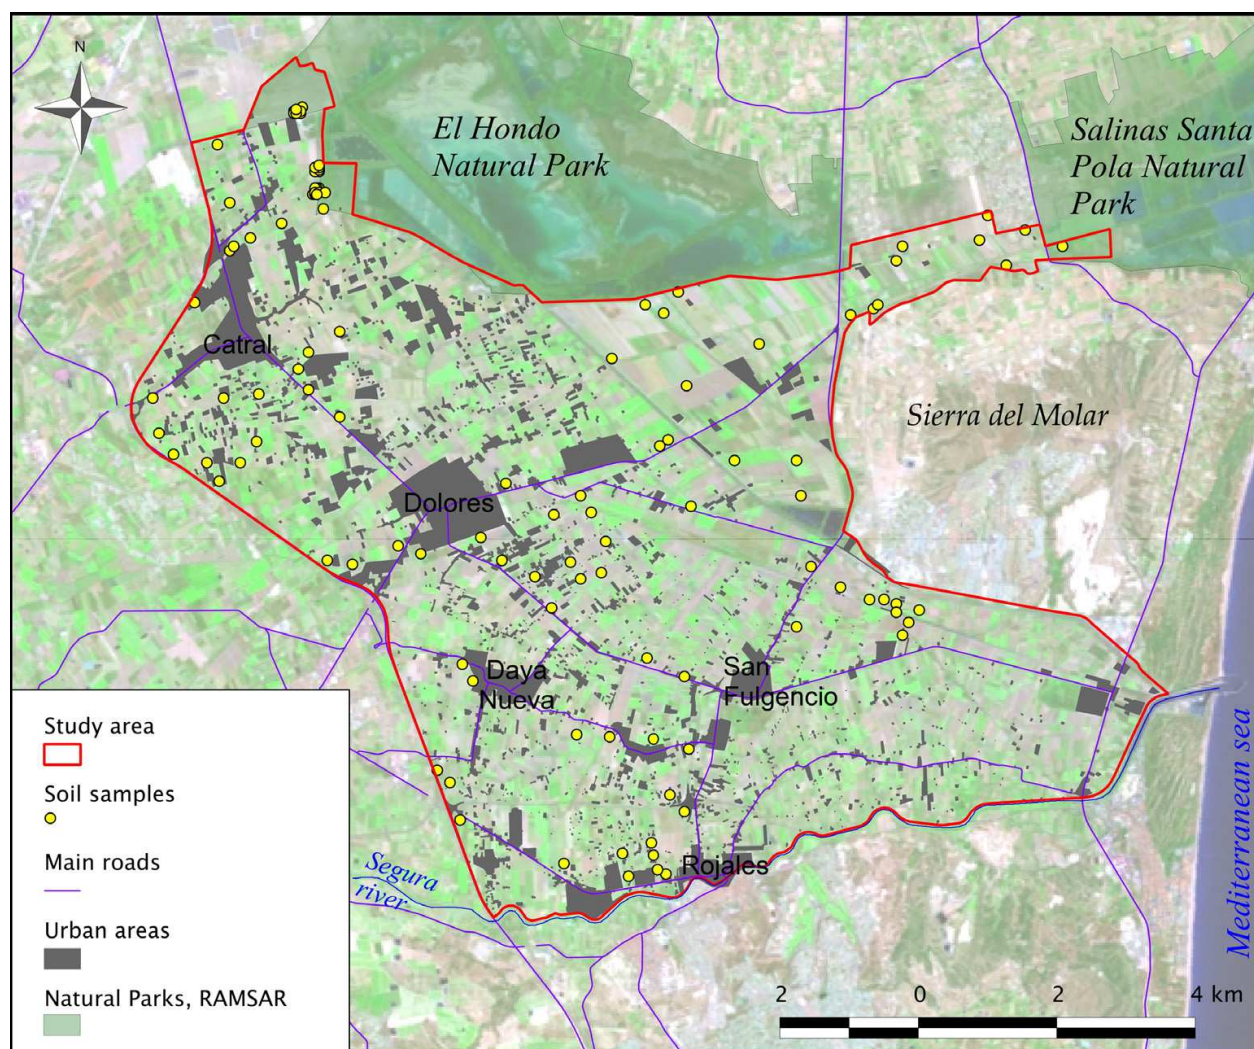 N
El Hondo
Natural Park
Salinas Santa
Pola Natural
Park
Catral
Sierra del Molar
Dolores
Daya
Nueva
San
Fulgencio
Rojales
Segura
river
Mediterranean sea
Study area
Soil samples
Main roads
Urban areas
Natural Parks, RAMSAR
2 0 2 4 km